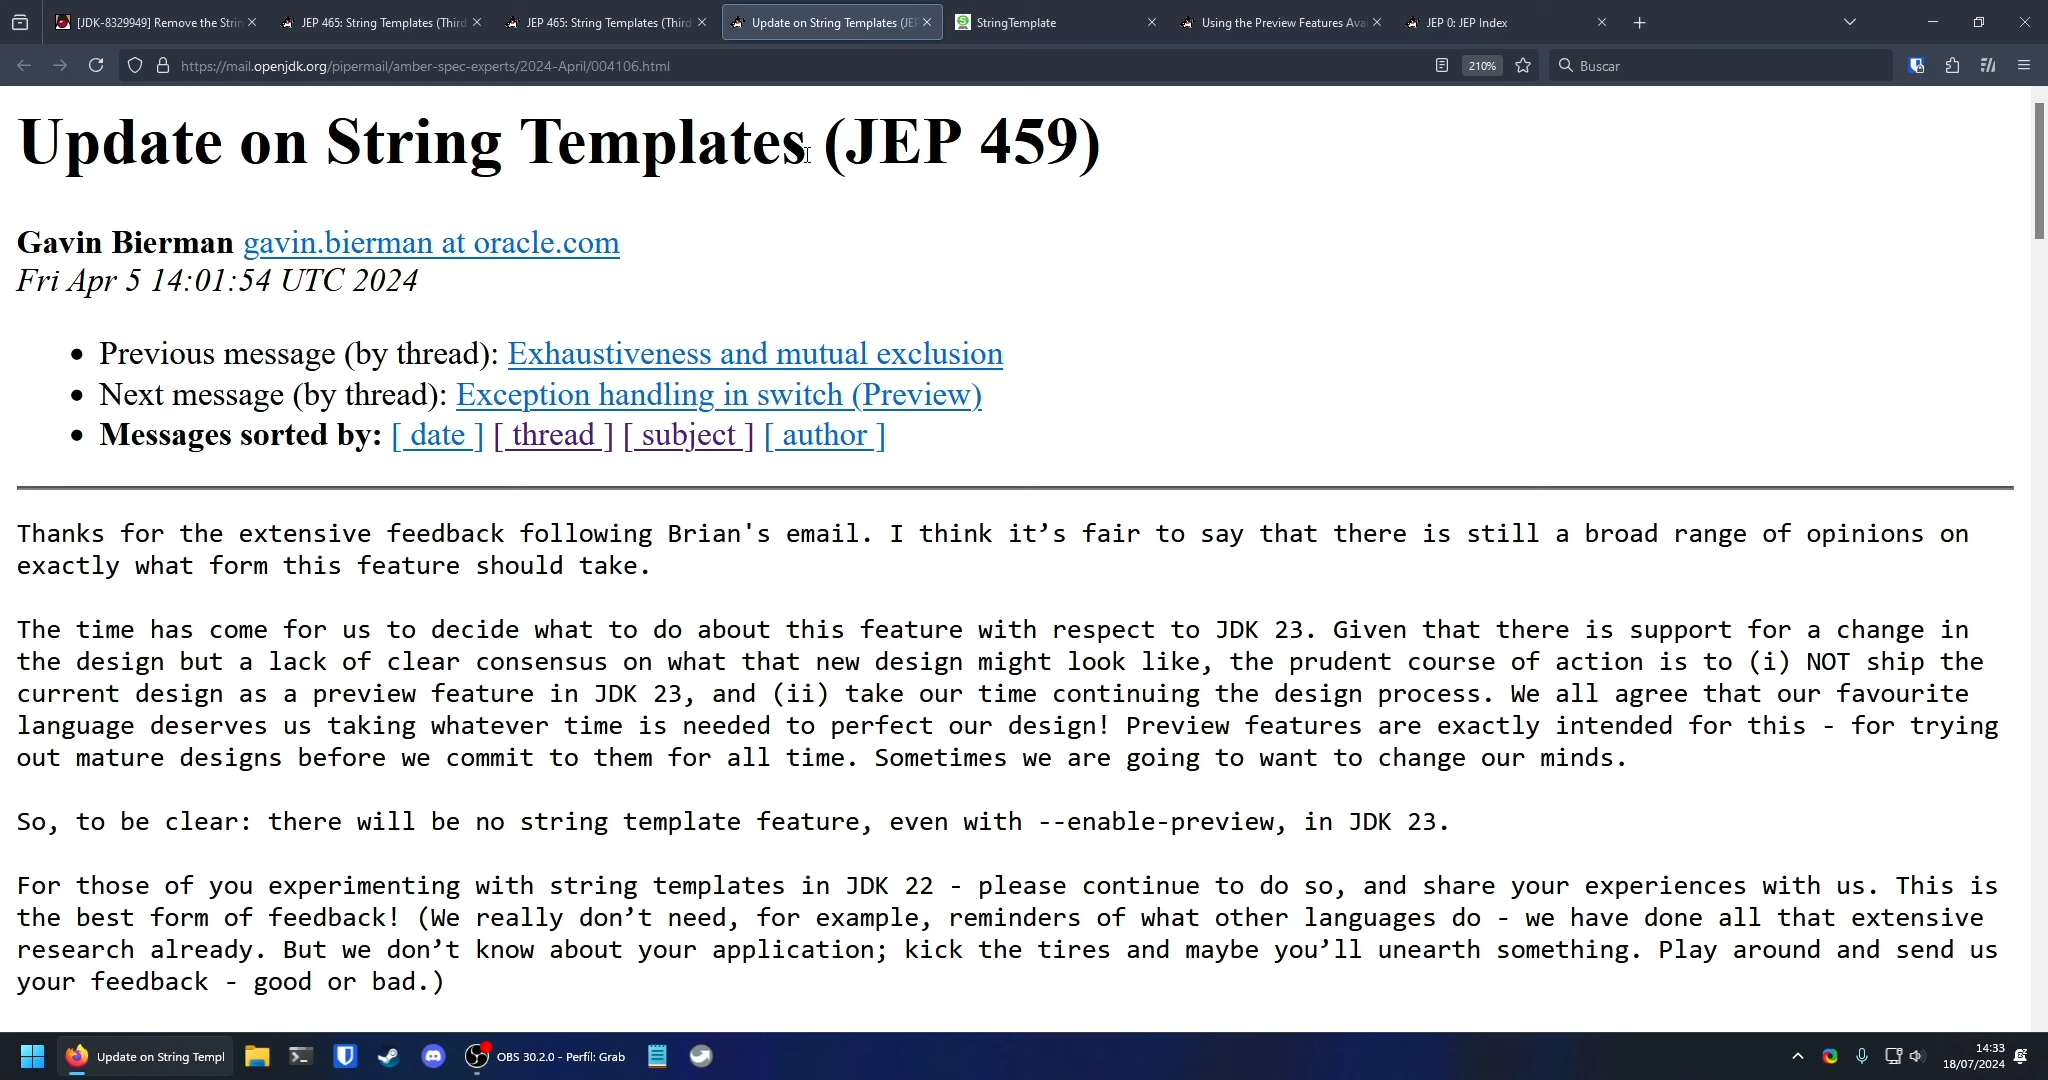 [JDK-8329949] Remove the Strin
JEP 465: String Templates (Third
JEP 465: String Templates (Third
Update on String Templates (JEP
StringTemplate
Using the Preview Features Ava
JEP 0: JEP Index
https://mail.openjdk.org/pipermail/amber-spec-experts/2024-April/004106.html
210%
Buscar
Update on String Templates (JEP 459)
Gavin Bierman gavin.bierman at oracle.com
Fri Apr 5 14:01:54 UTC 2024
• Previous message (by thread): Exhaustiveness and mutual exclusion
• Next message (by thread): Exception handling in switch (Preview)
• Messages sorted by: [ date ] [ thread ] [ subject ] [ author ]
Thanks for the extensive feedback following Brian's email. I think it’s fair to say that there is still a broad range of opinions on
exactly what form this feature should take.
The time has come for us to decide what to do about this feature with respect to JDK 23. Given that there is support for a change in
the design but a lack of clear consensus on what that new design might look like, the prudent course of action is to (i) NOT ship the
current design as a preview feature in JDK 23, and (ii) take our time continuing the design process. We all agree that our favourite
language deserves us taking whatever time is needed to perfect our design! Preview features are exactly intended for this - for trying
out mature designs before we commit to them for all time. Sometimes we are going to want to change our minds.
So, to be clear: there will be no string template feature, even with --enable-preview, in JDK 23.
For those of you experimenting with string templates in JDK 22 - please continue to do so, and share your experiences with us. This is
the best form of feedback! (We really don’t need, for example, reminders of what other languages do - we have done all that extensive
research already. But we don’t know about your application; kick the tires and maybe you’ll unearth something. Play around and send us
your feedback - good or bad.)
Update on String Templ
OBS 30.2.0 - Perfil: Grab
14:33
18/07/2024